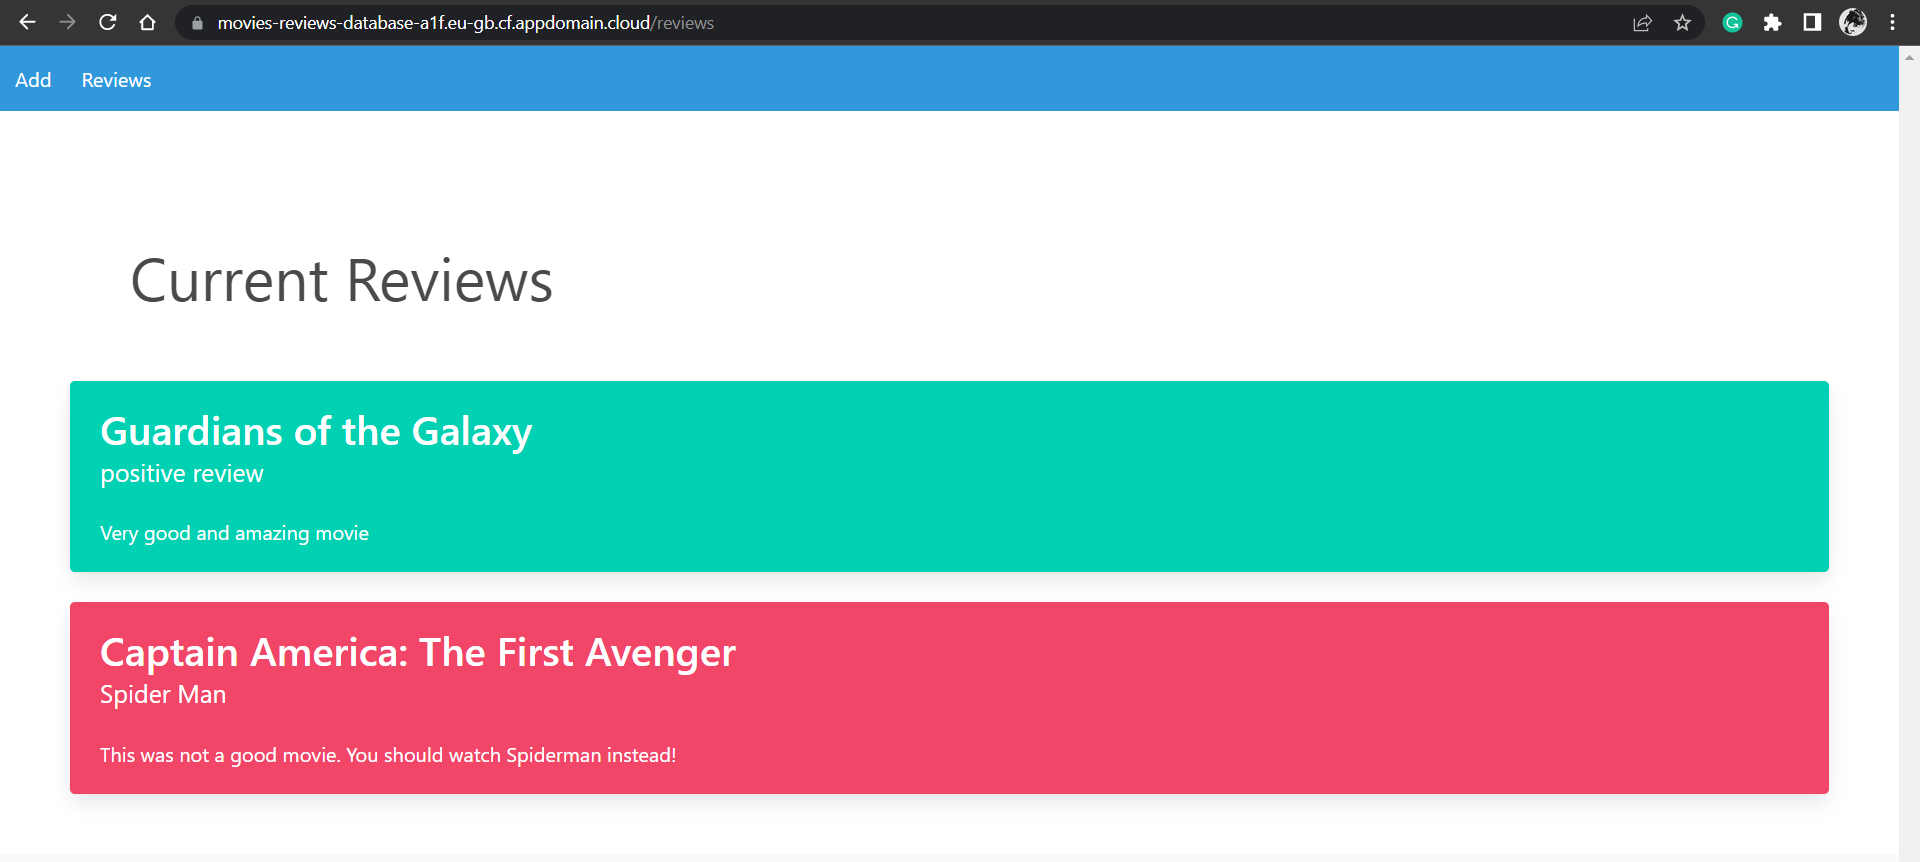 movies-reviews-database-a1f.eu-gb.cf.appdomain.cloud/reviews
Add Reviews
Current Reviews
Guardians of the Galaxy
positive review
Very good and amazing movie
Captain America: The First Avenger
Spider Man
This was not a good movie. You should watch Spiderman instead!